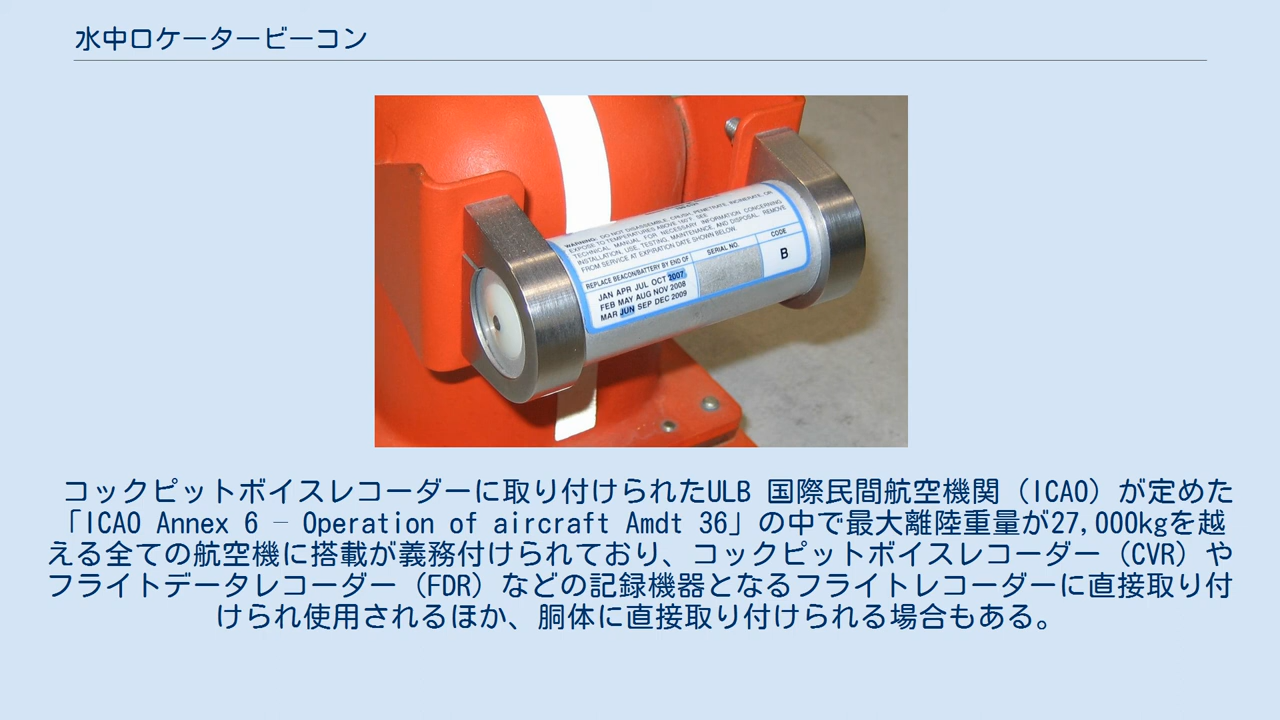 水中ロケータービーコン
WARNING: DO NOT DISASSEMBLE, CRUSH, PENETRATE, INCINERATE, OR
EXPOSE TO TEMPERATURES ABOVE 160°F. SEE
TECHNICAL MANUAL FOR NECESSARY INFORMATION CONCERNING
INSTALLATION, USE, TESTING, MAINTENANCE, AND DISPOSAL. REMOVE
FROM SERVICE AT EXPIRATION DATE SHOWN BELOW.
REPLACE BEACON/BATTERY BY END OF
SERIAL NO.
CODE
JAN APR JUL OCT 2007
FEB MAY AUG NOV 2008
MAR JUN SEP DEC 2009
B
コックピットボイスレコーダーに取り付けられたULB 国際民間航空機関（ICAO）が定めた
「ICAO Annex 6 – Operation of aircraft Amdt 36」の中で最大離陸重量が27,000kgを越
える全ての航空機に搭載が義務付けられており、コックピットボイスレコーダー（CVR）や
フライトデータレコーダー（FDR）などの記録機器となるフライトレコーダーに直接取り付
けられ使用されるほか、胴体に直接取り付けられる場合もある。